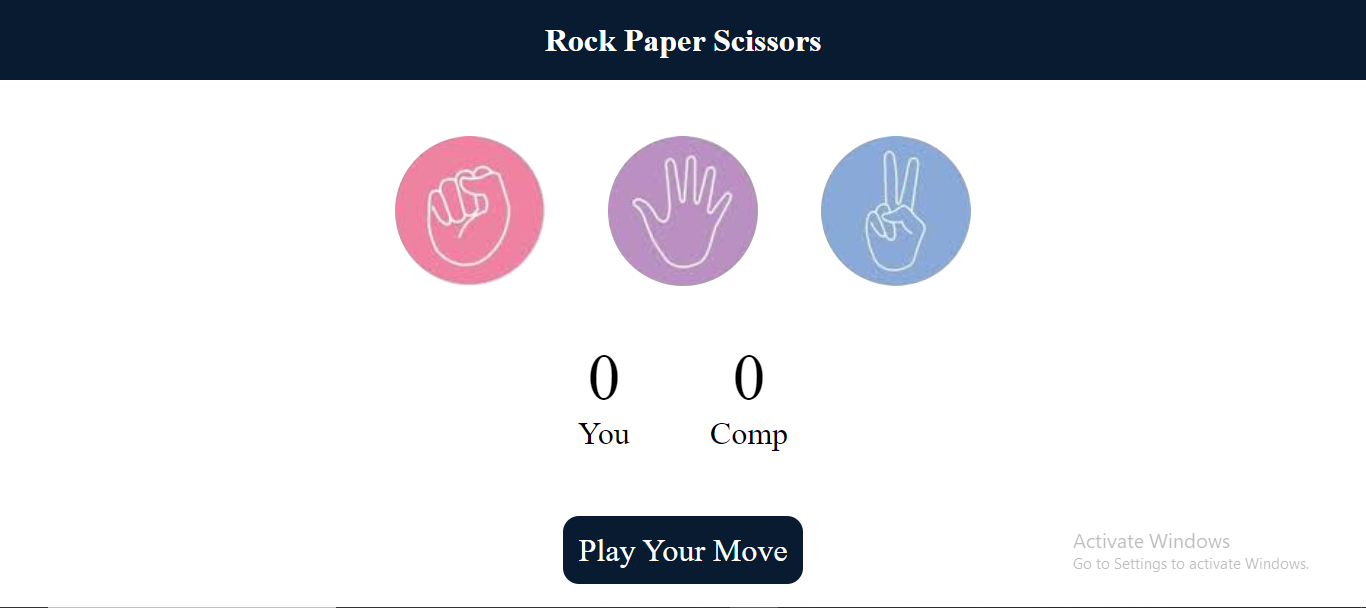 Rock Paper Scissors
0 0
You Comp
Play Your Move
Activate Windows
Go to Settings to activate Windows.